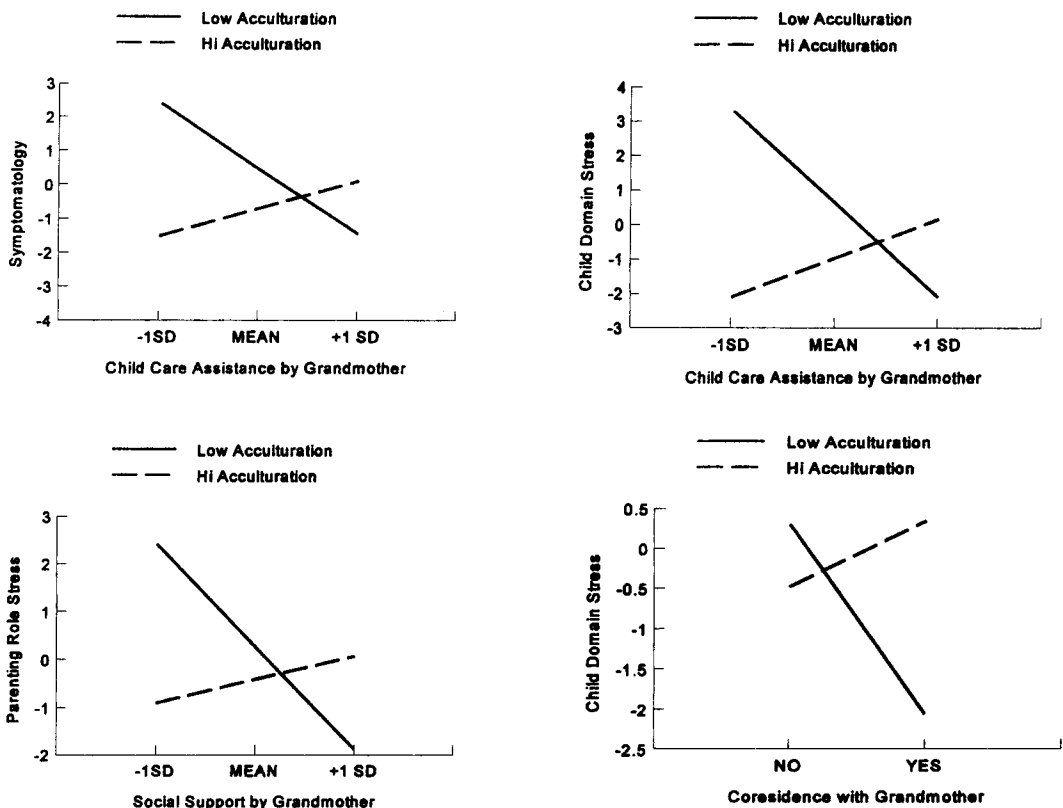 Low Acculturation
Hi Acculturation
Symptomatology
3
2
1
0
-1
-2
-3
-4
-1SD MEAN +1 SD
Child Care Assistance by Grandmother
Low Acculturation
Hi Acculturation
Child Domain Stress
4
3
2
1
0
-1
-2
-3
-1SD MEAN +1 SD
Child Care Assistance by Grandmother
Low Acculturation
Hi Acculturation
Parenting Role Stress
3
2
1
0
-1
-2
-1SD MEAN +1 SD
Social Support by Grandmother
Low Acculturation
Hi Acculturation
Child Domain Stress
0.5
0
-0.5
-1
-1.5
-2
-2.5
NO YES
Coresidence with Grandmother